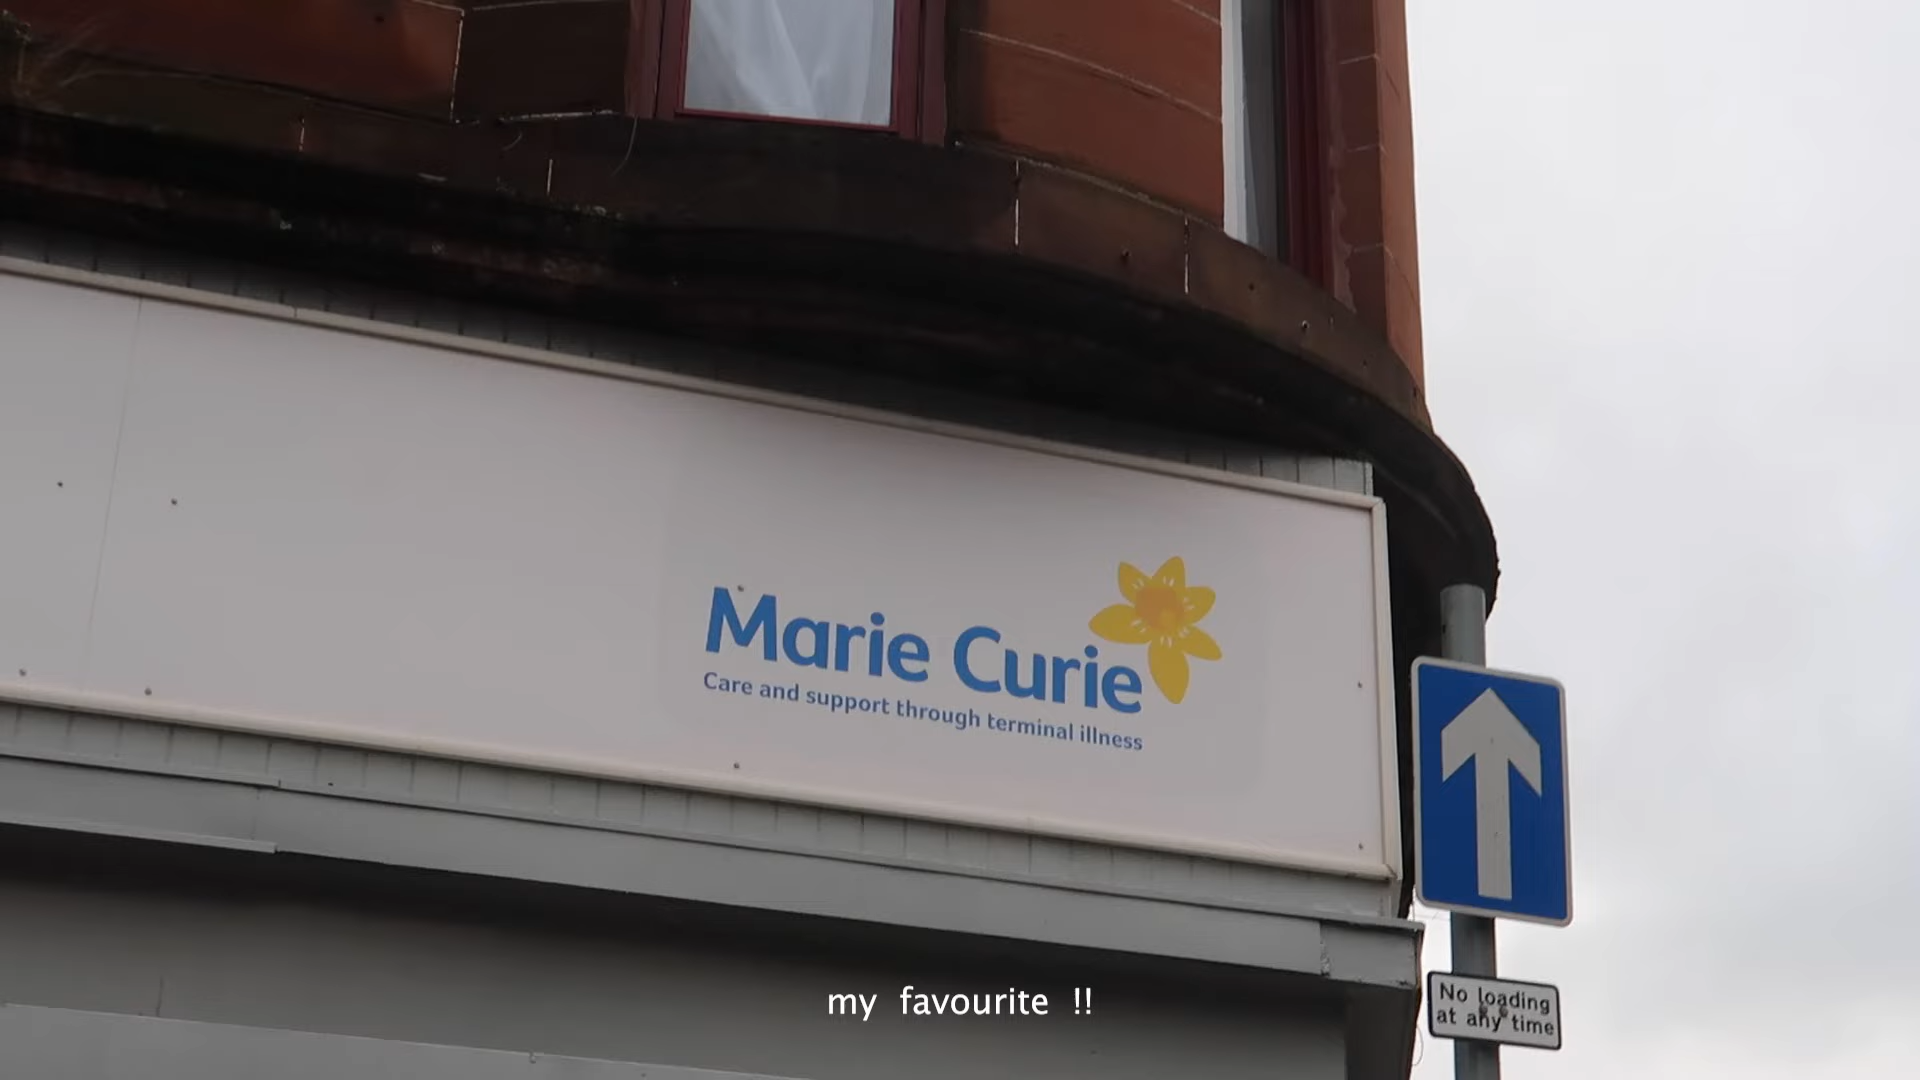 Marie Curie
Care and support through terminal illness
No loading
at any time
my favourite !!